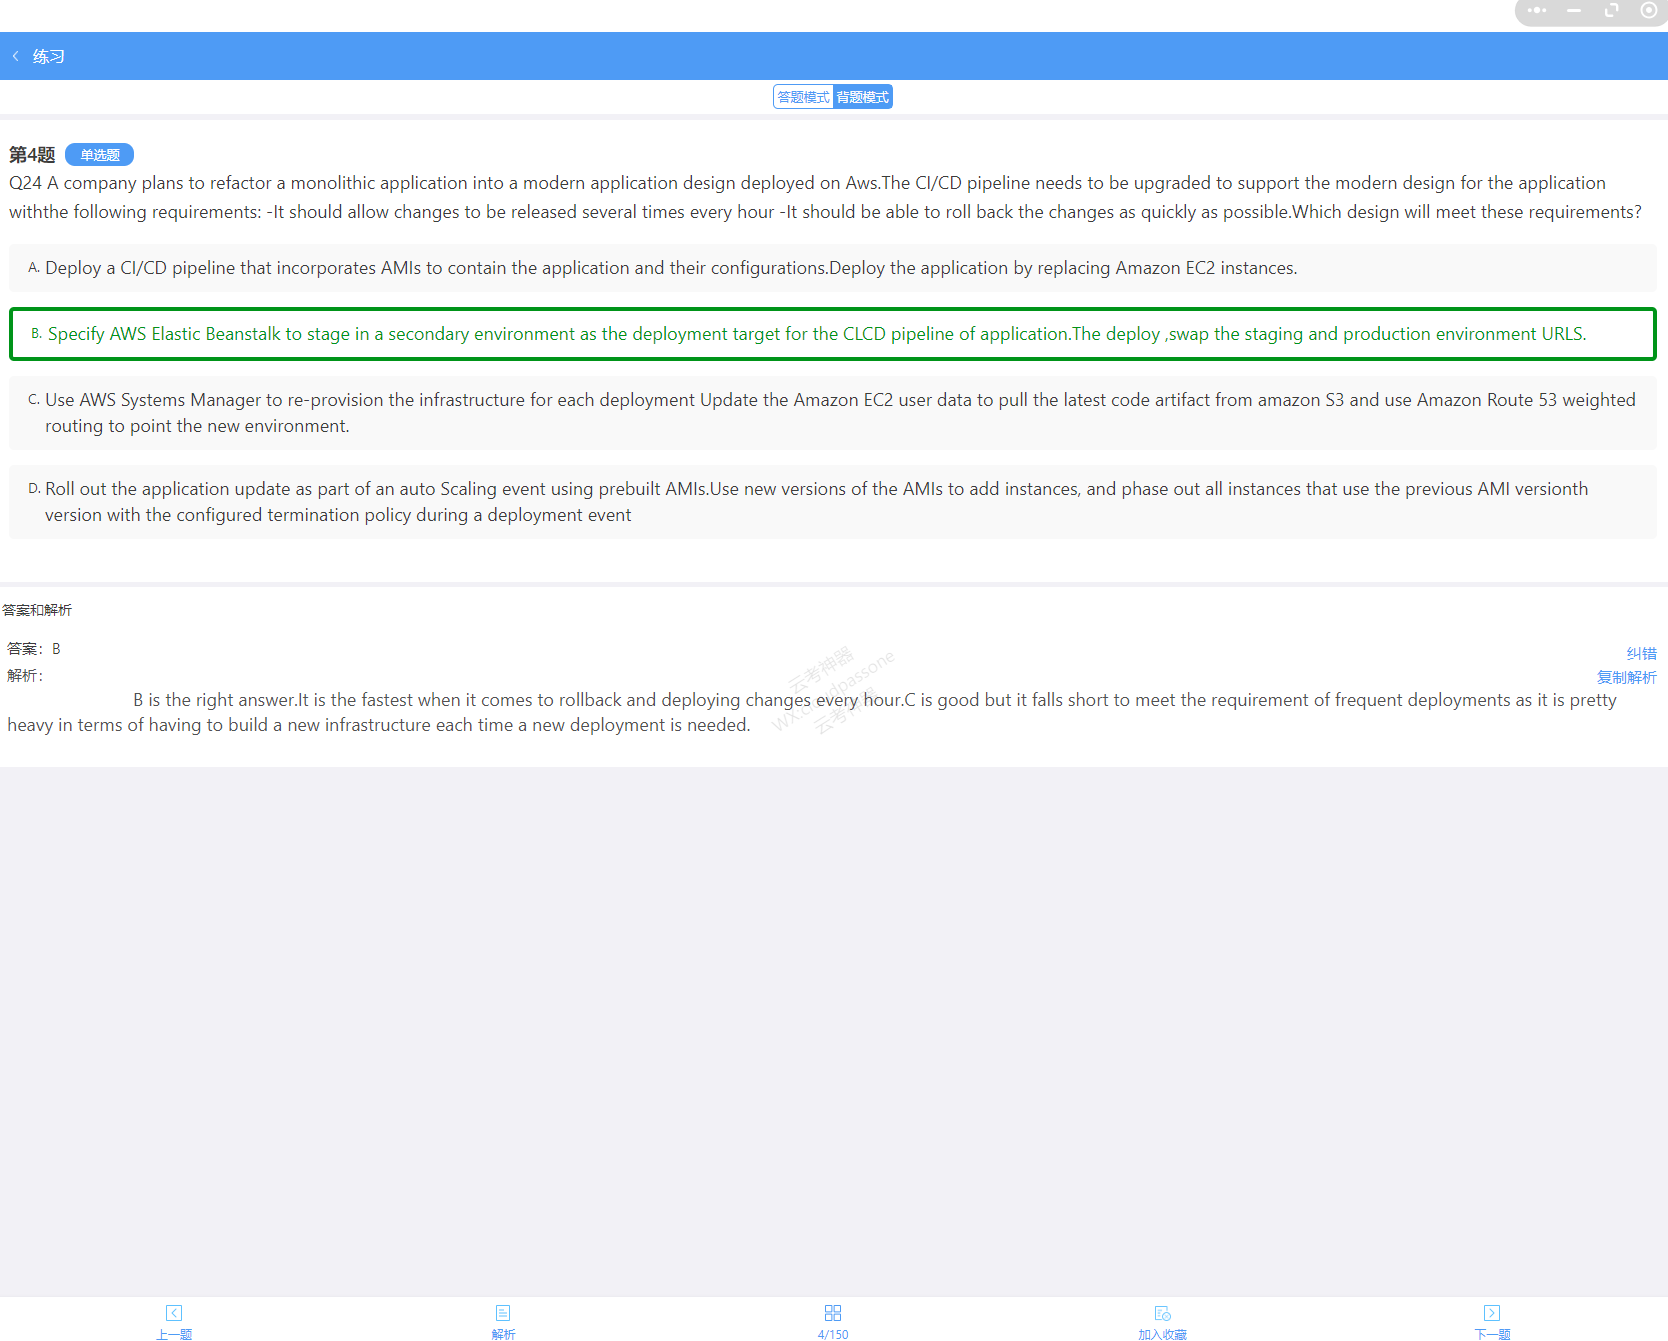 练习
答题模式 背题模式
第4题 单选题
Q24 A company plans to refactor a monolithic application into a modern application design deployed on Aws.The CI/CD pipeline needs to be upgraded to support the modern design for the application
withthe following requirements: -It should allow changes to be released several times every hour -It should be able to roll back the changes as quickly as possible.Which design will meet these requirements?
A. Deploy a CI/CD pipeline that incorporates AMIs to contain the application and their configurations.Deploy the application by replacing Amazon EC2 instances.
B. Specify AWS Elastic Beanstalk to stage in a secondary environment as the deployment target for the CLCD pipeline of application.The deploy ,swap the staging and production environment URLS.
C. Use AWS Systems Manager to re-provision the infrastructure for each deployment Update the Amazon EC2 user data to pull the latest code artifact from amazon S3 and use Amazon Route 53 weighted
routing to point the new environment.
D. Roll out the application update as part of an auto Scaling event using prebuilt AMIs.Use new versions of the AMIs to add instances, and phase out all instances that use the previous AMI versionth
version with the configured termination policy during a deployment event
答案和解析
答案：B
纠错
解析：
复制解析
B is the right answer.It is the fastest when it comes to rollback and deploying changes every hour.C is good but it falls short to meet the requirement of frequent deployments as it is pretty
heavy in terms of having to build a new infrastructure each time a new deployment is needed.
云考神器
云考神器
上一题 解析 4/150 加入收藏 下一题